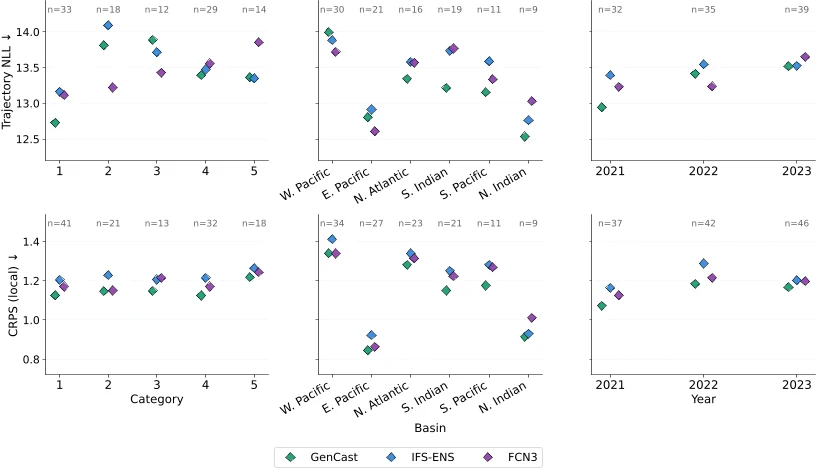 n=33 n=18 n=12 n=29 n=14
Trajectory NLL ↓
14.0
13.5
13.0
12.5
1 2 3 4 5
n=30 n=21 n=16 n=19 n=11 n=9
W. Pacific E. Pacific N. Atlantic S. Indian S. Pacific N. Indian
n=32 n=35 n=39
2021 2022 2023
n=41 n=21 n=13 n=32 n=18
CRPS (local) ↓
1.4
1.2
1.0
0.8
1 2 3 4 5
Category
n=34 n=27 n=23 n=21 n=11 n=9
W. Pacific E. Pacific N. Atlantic S. Indian S. Pacific N. Indian
Basin
n=37 n=42 n=46
2021 2022 2023
Year
GenCast IFS-ENS FCN3